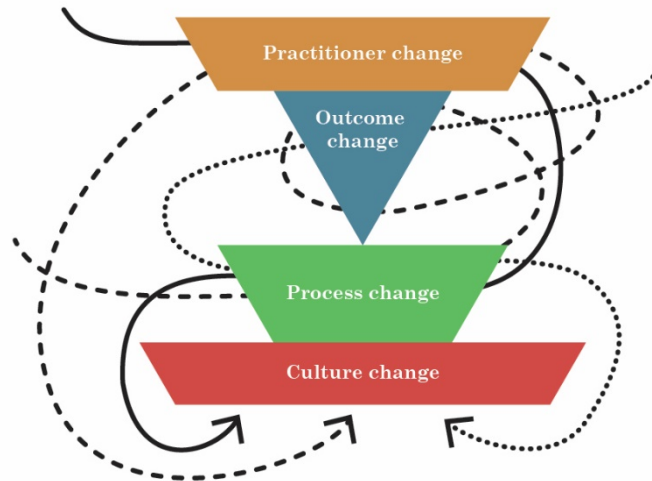 Practitioner change
Outcome
change
Process change
Culture change